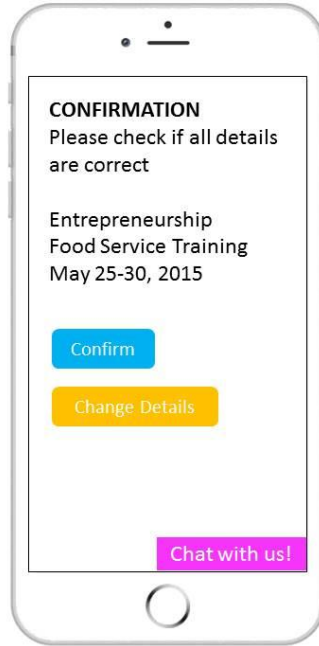 CONFIRMATION
Please check if all details
are correct
Entrepreneurship
Food Service Training
May 25-30, 2015
Confirm
Change Details
Chat with us!